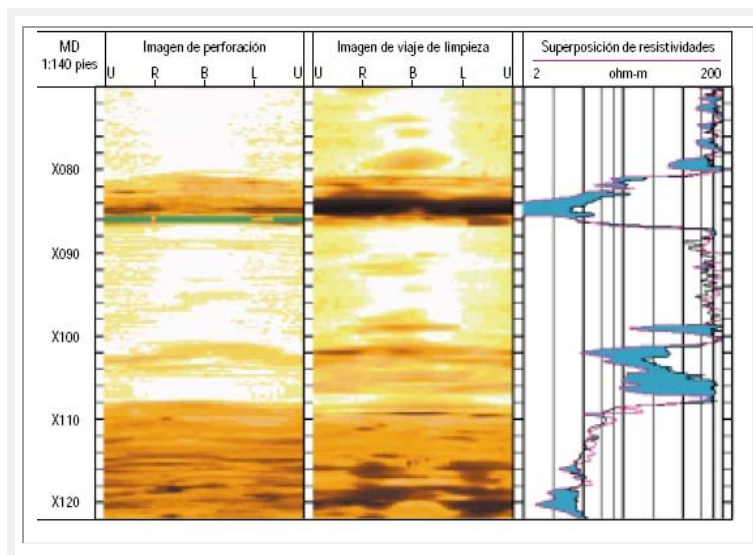 MD
1:140 pies
Imagen de perforación
U R B L U
Imagen de viaje de limpieza
U R B L U
Superposición de resistividades
2 ohm-m 200
X080
X090
X100
X110
X120